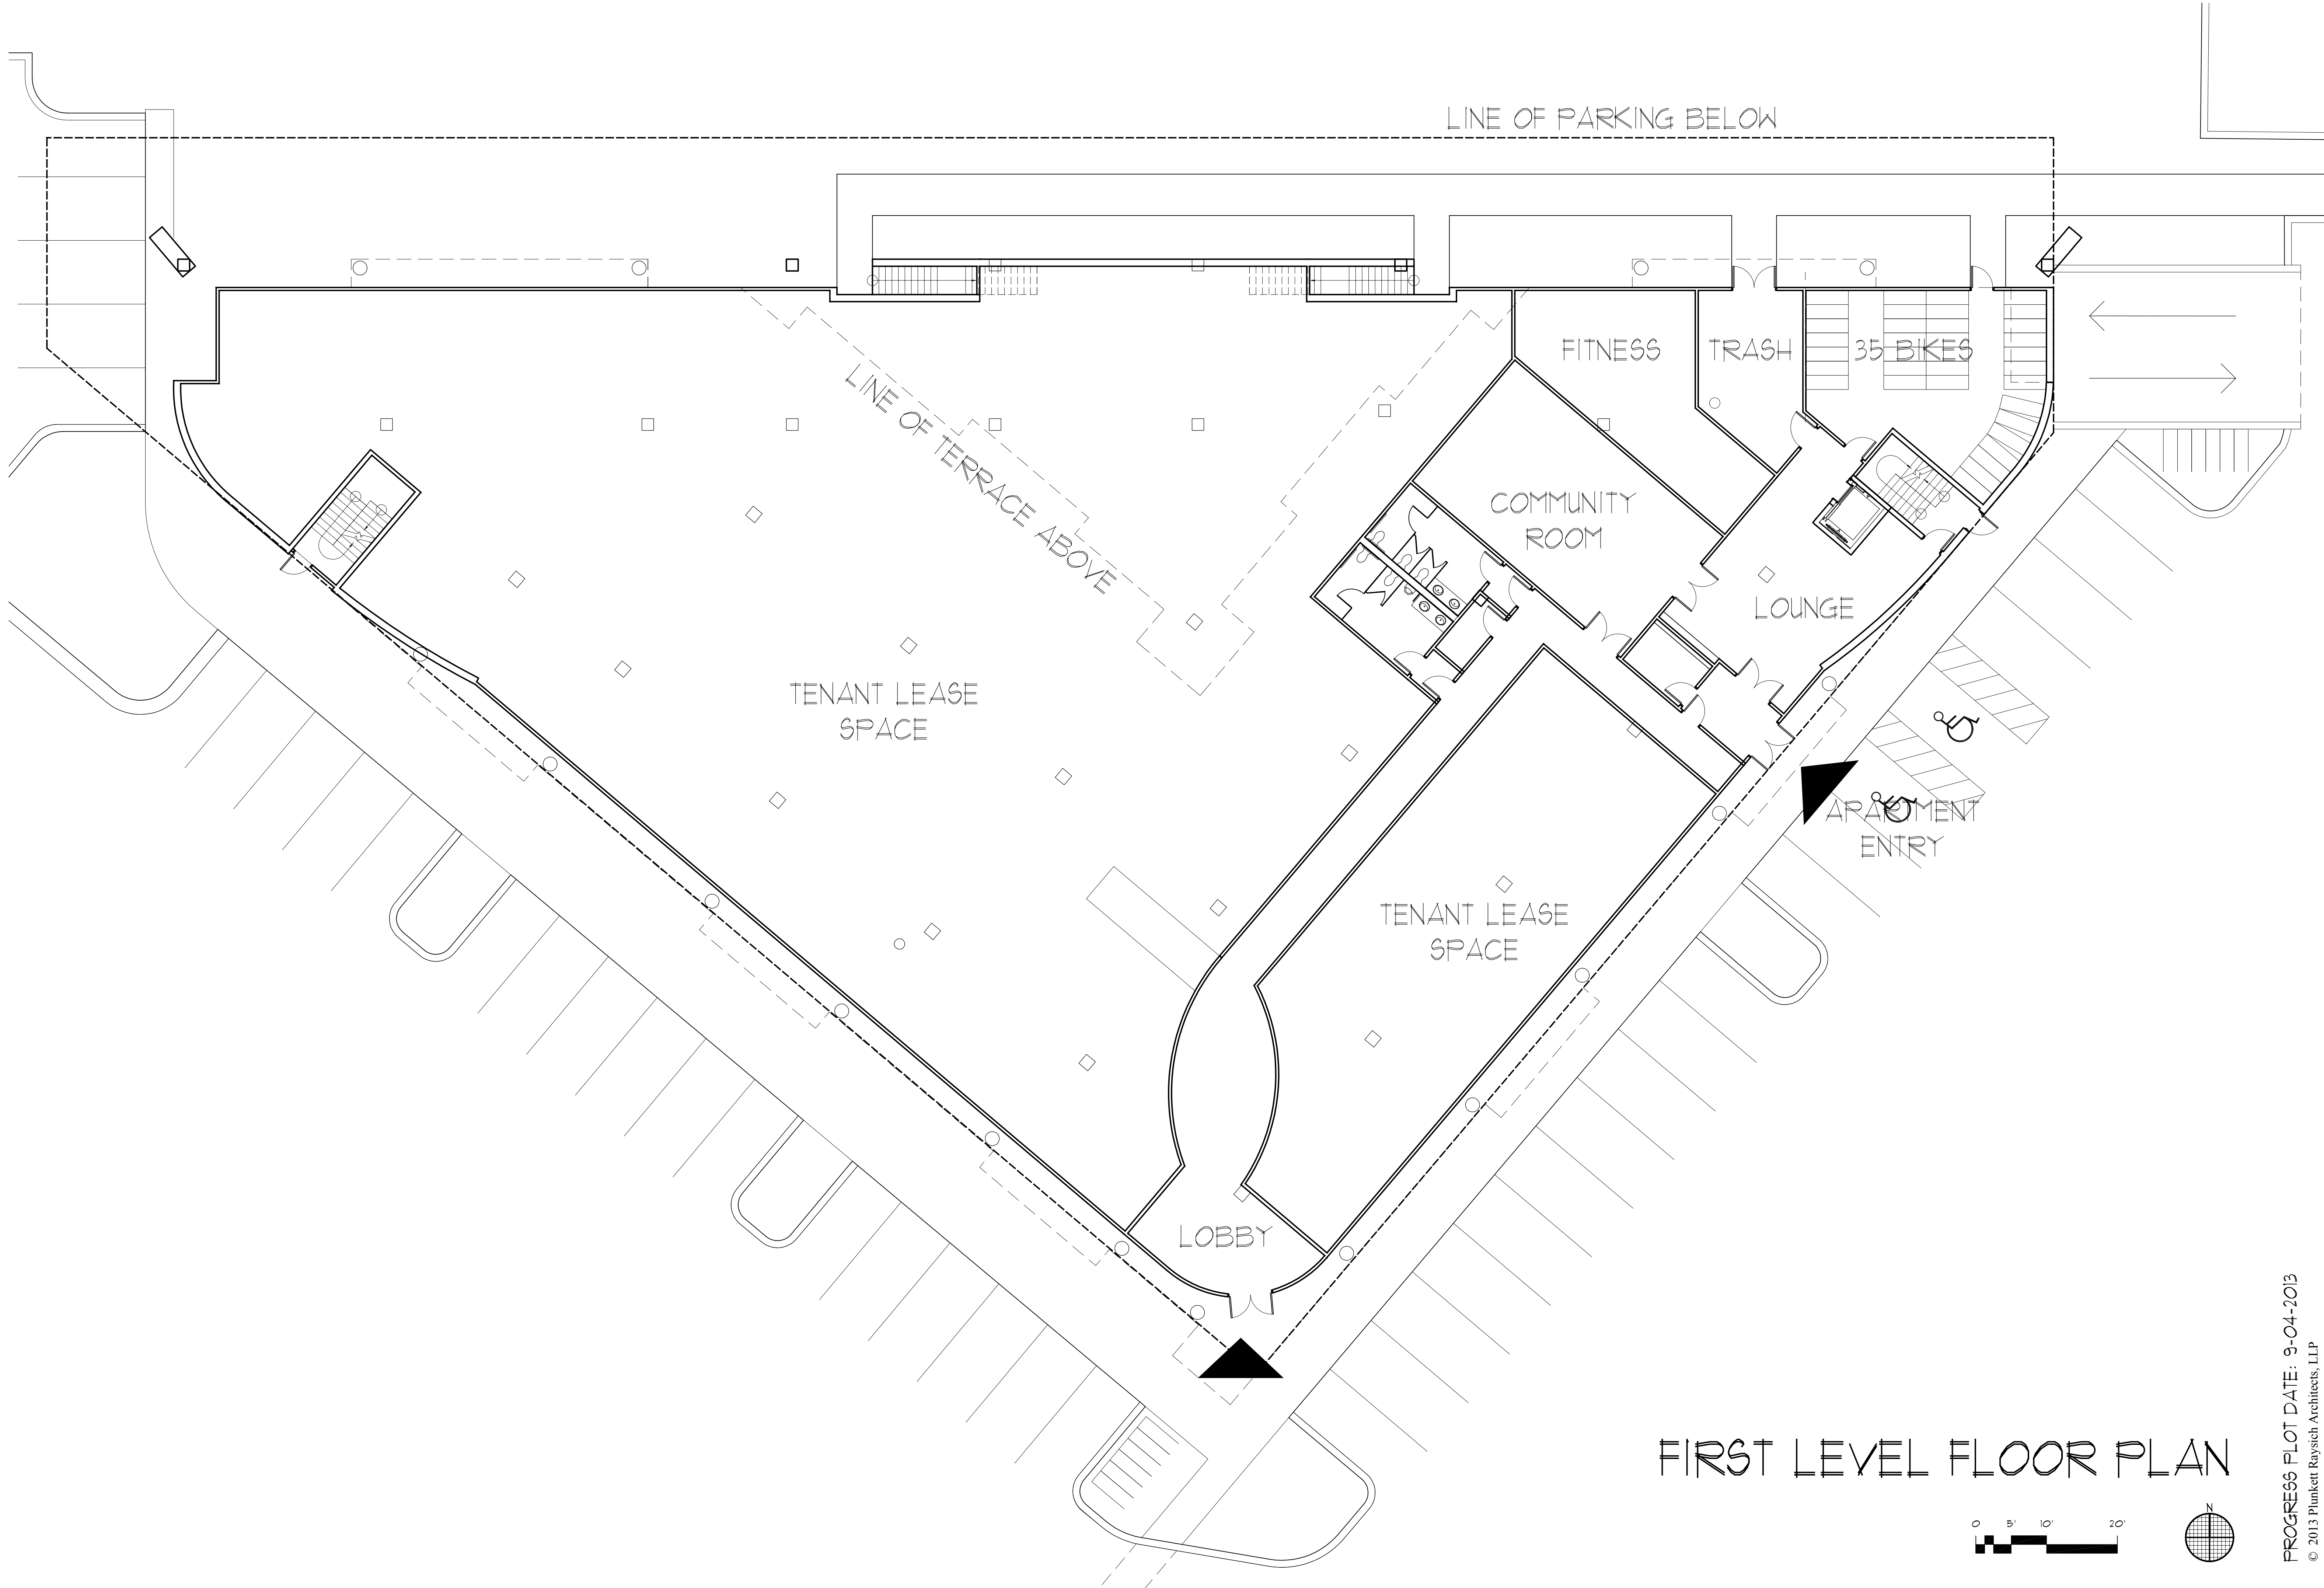 LINE OF PARKING BELOW
FITNESS
TRASH
35 BIKES
LINE OF TERRACE ABOVE
COMMUNITY
ROOM
LOUNGE
TENANT LEASE
SPACE
APARTMENT
ENTRY
TENANT LEASE
SPACE
LOBBY
FIRST LEVEL FLOOR PLAN
0 5' 10' 20'
N
PROGRESS PLOT DATE: 9-04-2013
© 2013 Plunkett Raysich Architects, LLP